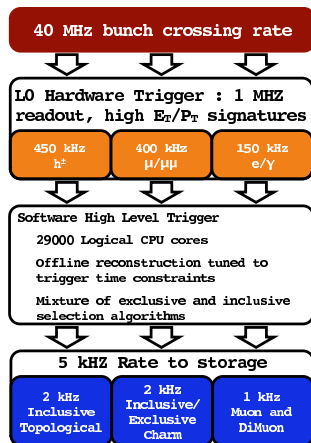 40 MHz bunch crossing rate
L0 Hardware Trigger : 1 MHz
readout, high ET/PT signatures
450 kHz
h±
400 kHz
μ/μμ
150 kHz
e/γ
Software High Level Trigger
29000 Logical CPU cores
Offline reconstruction tuned to
trigger time constraints
Mixture of exclusive and inclusive
selection algorithms
5 kHz Rate to storage
2 kHz
Inclusive
Topological
2 kHz
Inclusive/
Exclusive
Charm
1 kHz
Muon and
DiMuon